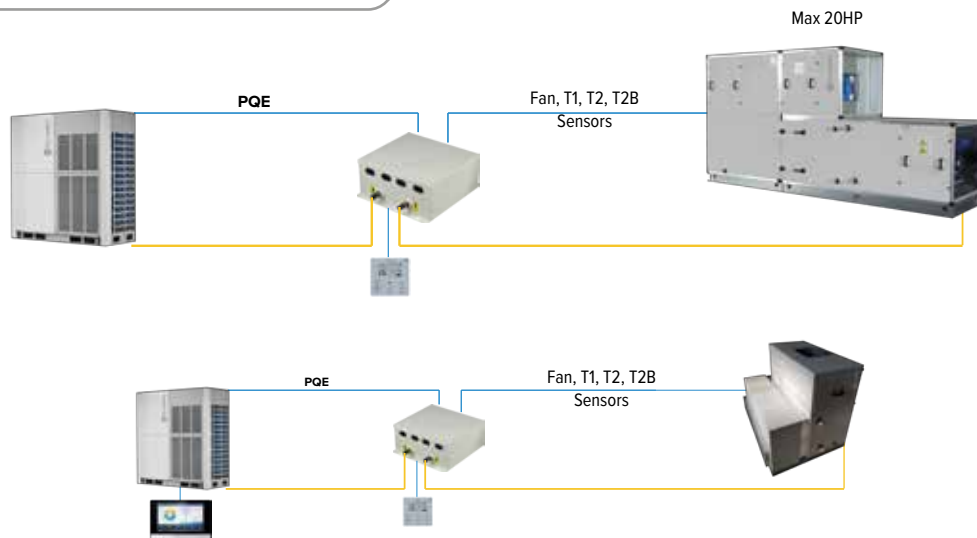 Max 20HP
PQE
Fan, T1, T2, T2B
Sensors
PQE
Fan, T1, T2, T2B
Sensors